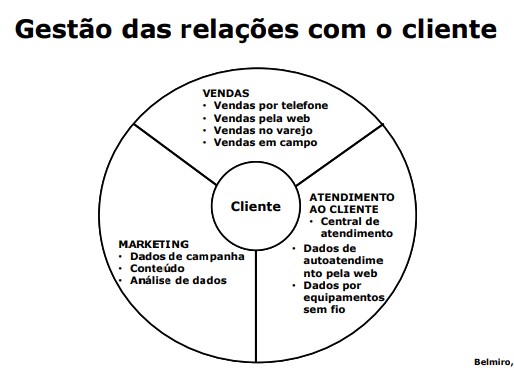 Gestão das relações com o cliente
VENDAS
• Vendas por telefone
• Vendas pela web
• Vendas no varejo
• Vendas em campo
Cliente
ATENDIMENTO
AO CLIENTE
• Central de
atendimento
• Dados de
autoatendime
nto pela web
• Dados por
equipamentos
sem fio
MARKETING
• Dados de campanha
• Conteúdo
• Análise de dados
Belmiro,